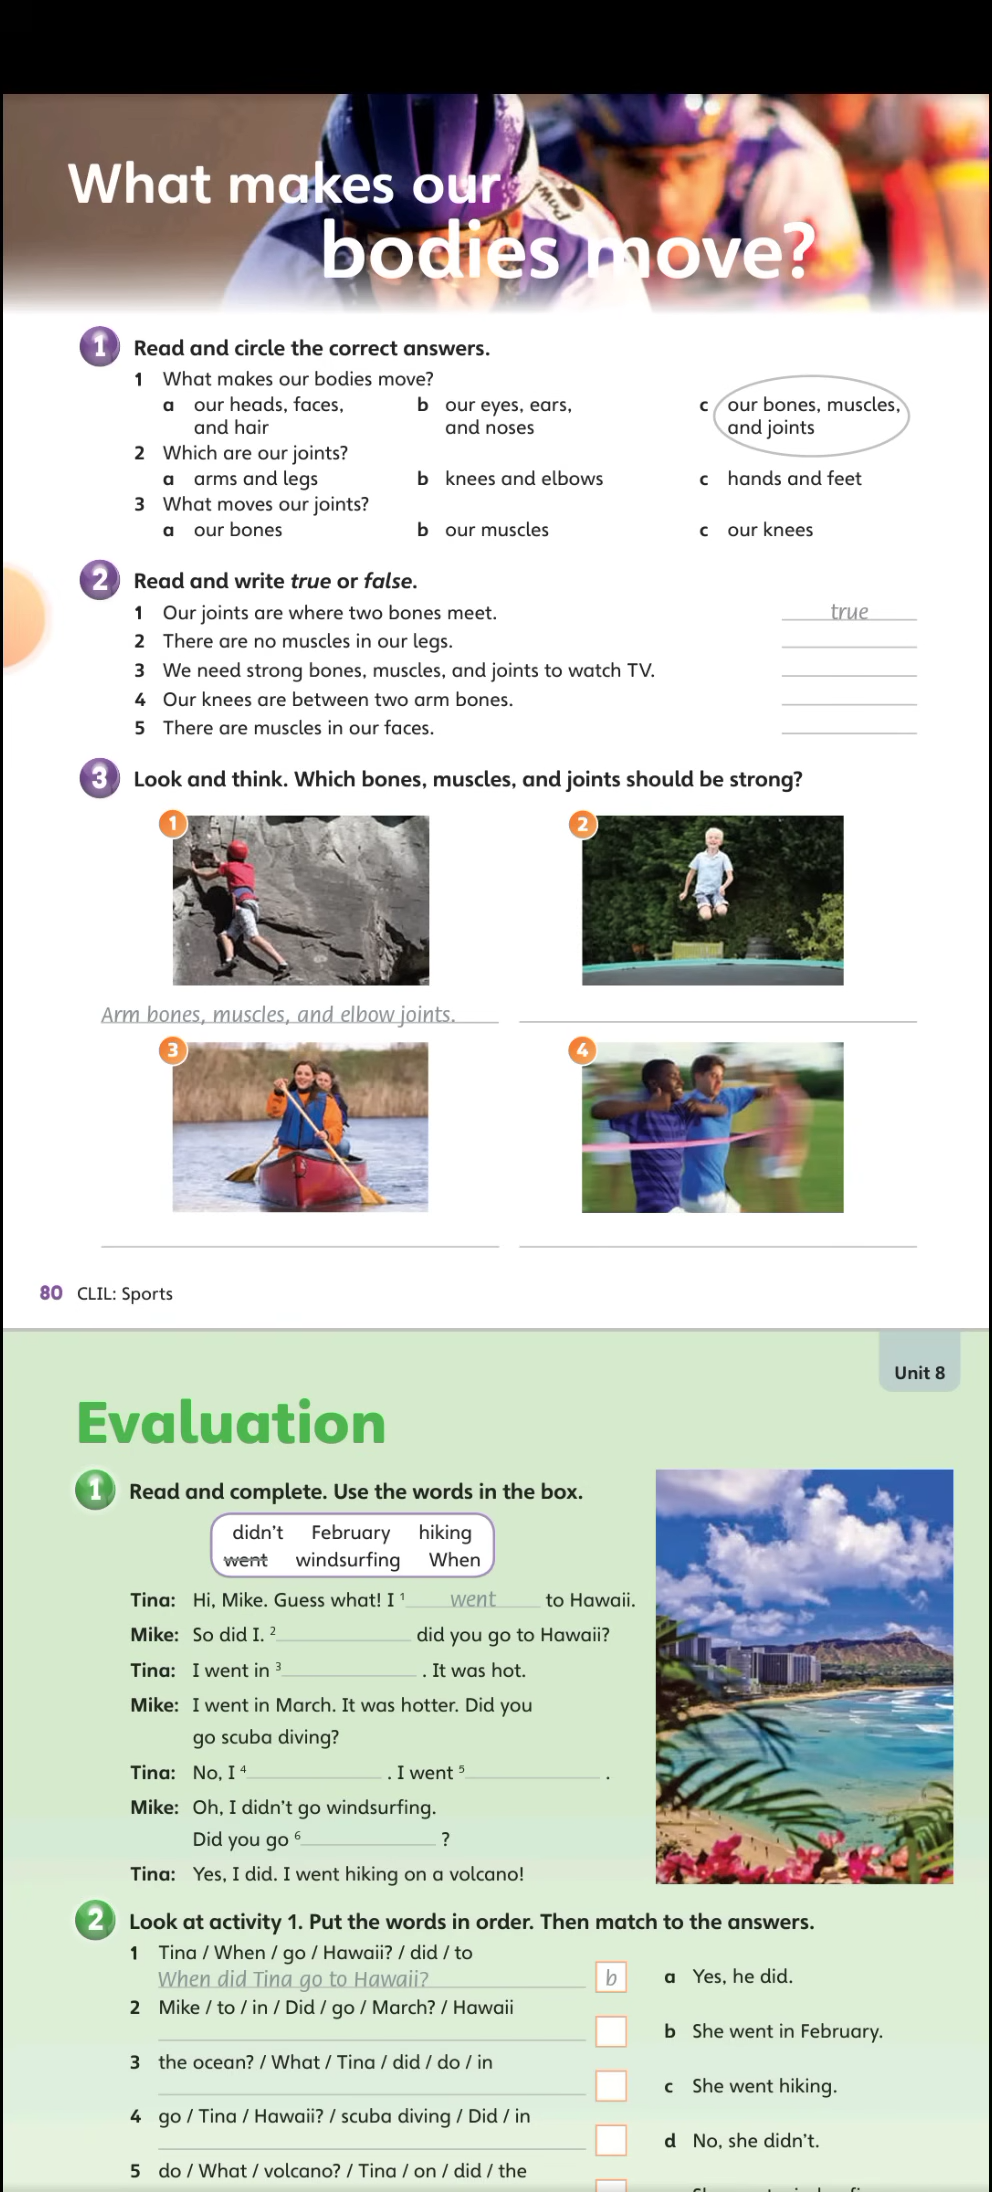 What makes our
bodies move?
1 Read and circle the correct answers.
1 What makes our bodies move?
a our heads, faces, b our eyes, ears, c our bones, muscles,
and hair and noses and joints
2 Which are our joints?
a arms and legs b knees and elbows c hands and feet
3 What moves our joints?
a our bones b our muscles c our knees
2 Read and write true or false.
1 Our joints are where two bones meet. true
2 There are no muscles in our legs.
3 We need strong bones, muscles, and joints to watch TV.
4 Our knees are between two arm bones.
5 There are muscles in our faces.
3 Look and think. Which bones, muscles, and joints should be strong?
1 2
Arm bones, muscles, and elbow joints.
3 4
80 CLIL: Sports
Unit 8
Evaluation
1 Read and complete. Use the words in the box.
didn't February hiking
went windsurfing When
Tina: Hi, Mike. Guess what! I 1 went to Hawaii.
Mike: So did I. 2 did you go to Hawaii?
Tina: I went in 3 . It was hot.
Mike: I went in March. It was hotter. Did you
go scuba diving?
Tina: No, I 4 . I went 5 .
Mike: Oh, I didn't go windsurfing.
Did you go 6 ?
Tina: Yes, I did. I went hiking on a volcano!
2 Look at activity 1. Put the words in order. Then match to the answers.
1 Tina / When / go / Hawaii? / did / to
When did Tina go to Hawaii? b a Yes, he did.
2 Mike / to / in / Did / go / March? / Hawaii
b She went in February.
3 the ocean? / What / Tina / did / do / in
c She went hiking.
4 go / Tina / Hawaii? / scuba diving / Did / in
d No, she didn't.
5 do / What / volcano? / Tina / on / did / the